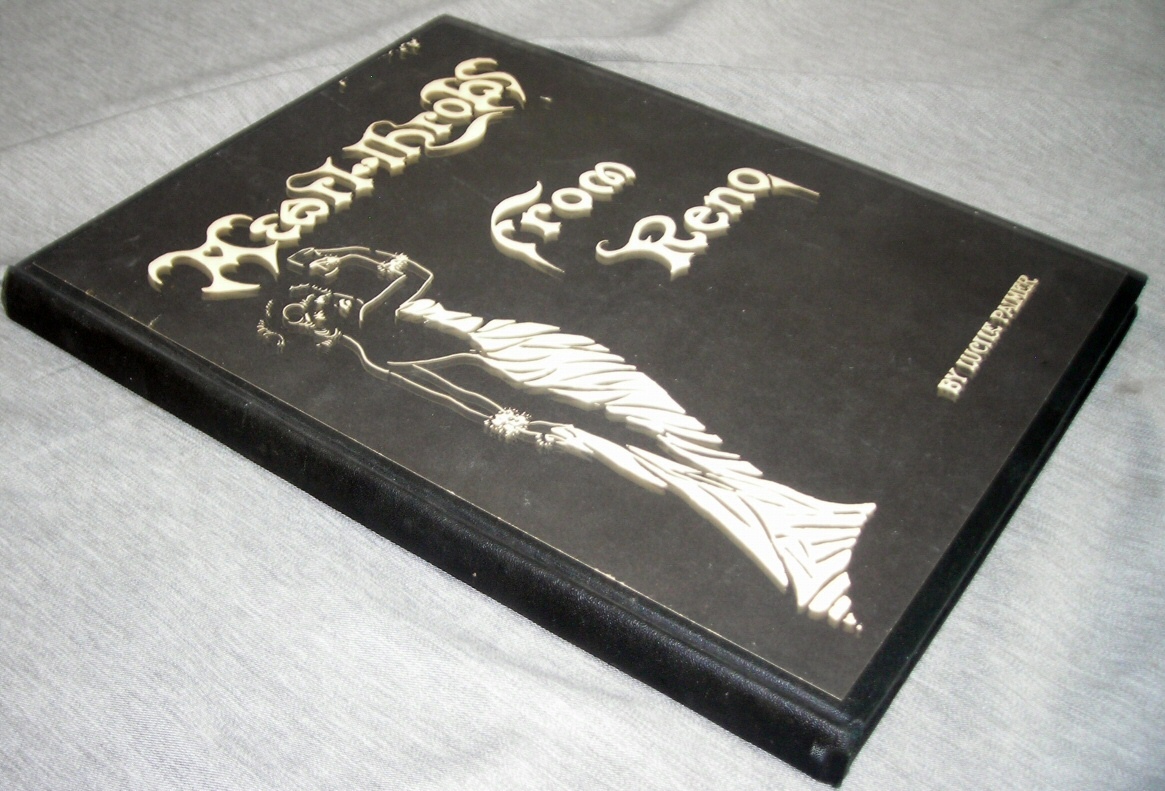 Heart-throbs
from
Reno
BY LUCILE PALMER